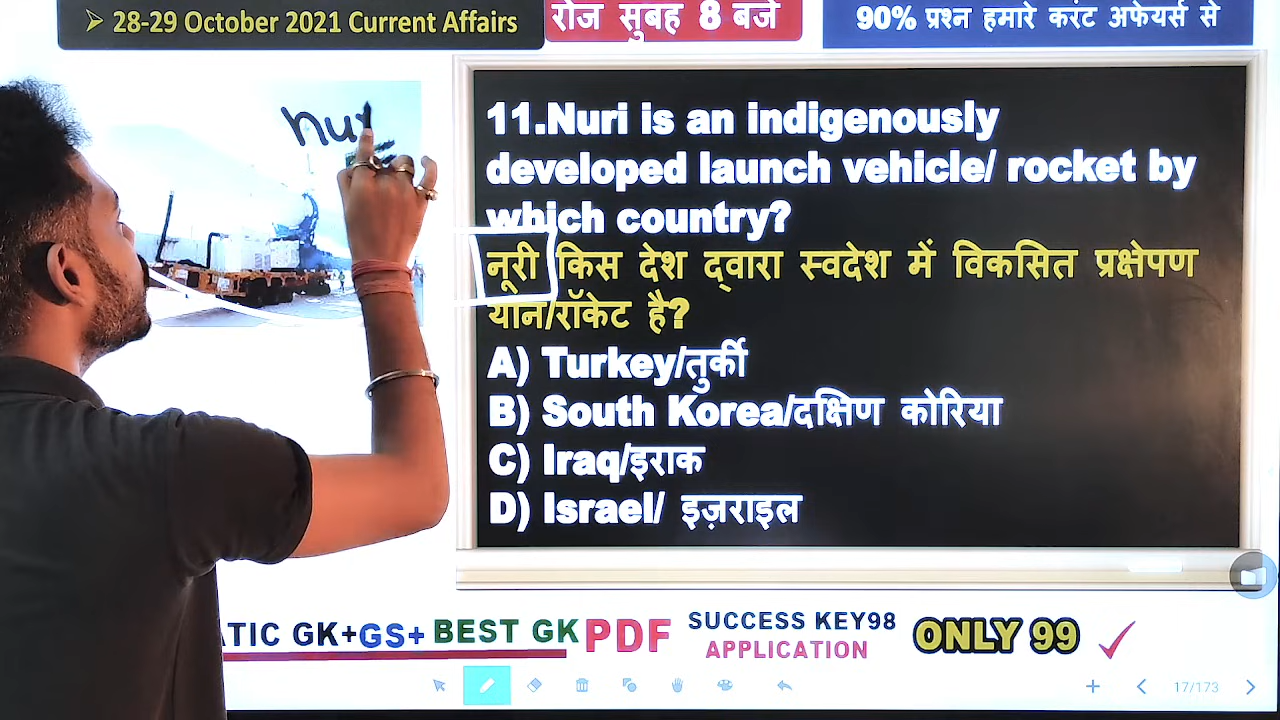 ➤ 28-29 October 2021 Current Affairs
रोज सुबह 8 बजे
90% प्रश्न हमारे करंट अफेयर्स से
nur
11.Nuri is an indigenously
developed launch vehicle/ rocket by
which country?
नूरी किस देश द्वारा स्वदेश में विकसित प्रक्षेपण
यान/रॉकेट है?
A) Turkey/तुर्की
B) South Korea/दक्षिण कोरिया
C) Iraq/इराक
D) Israel/ इज़राइल
ATIC GK+GS+ BEST GK PDF
SUCCESS KEY98
APPLICATION
ONLY 99
17/173